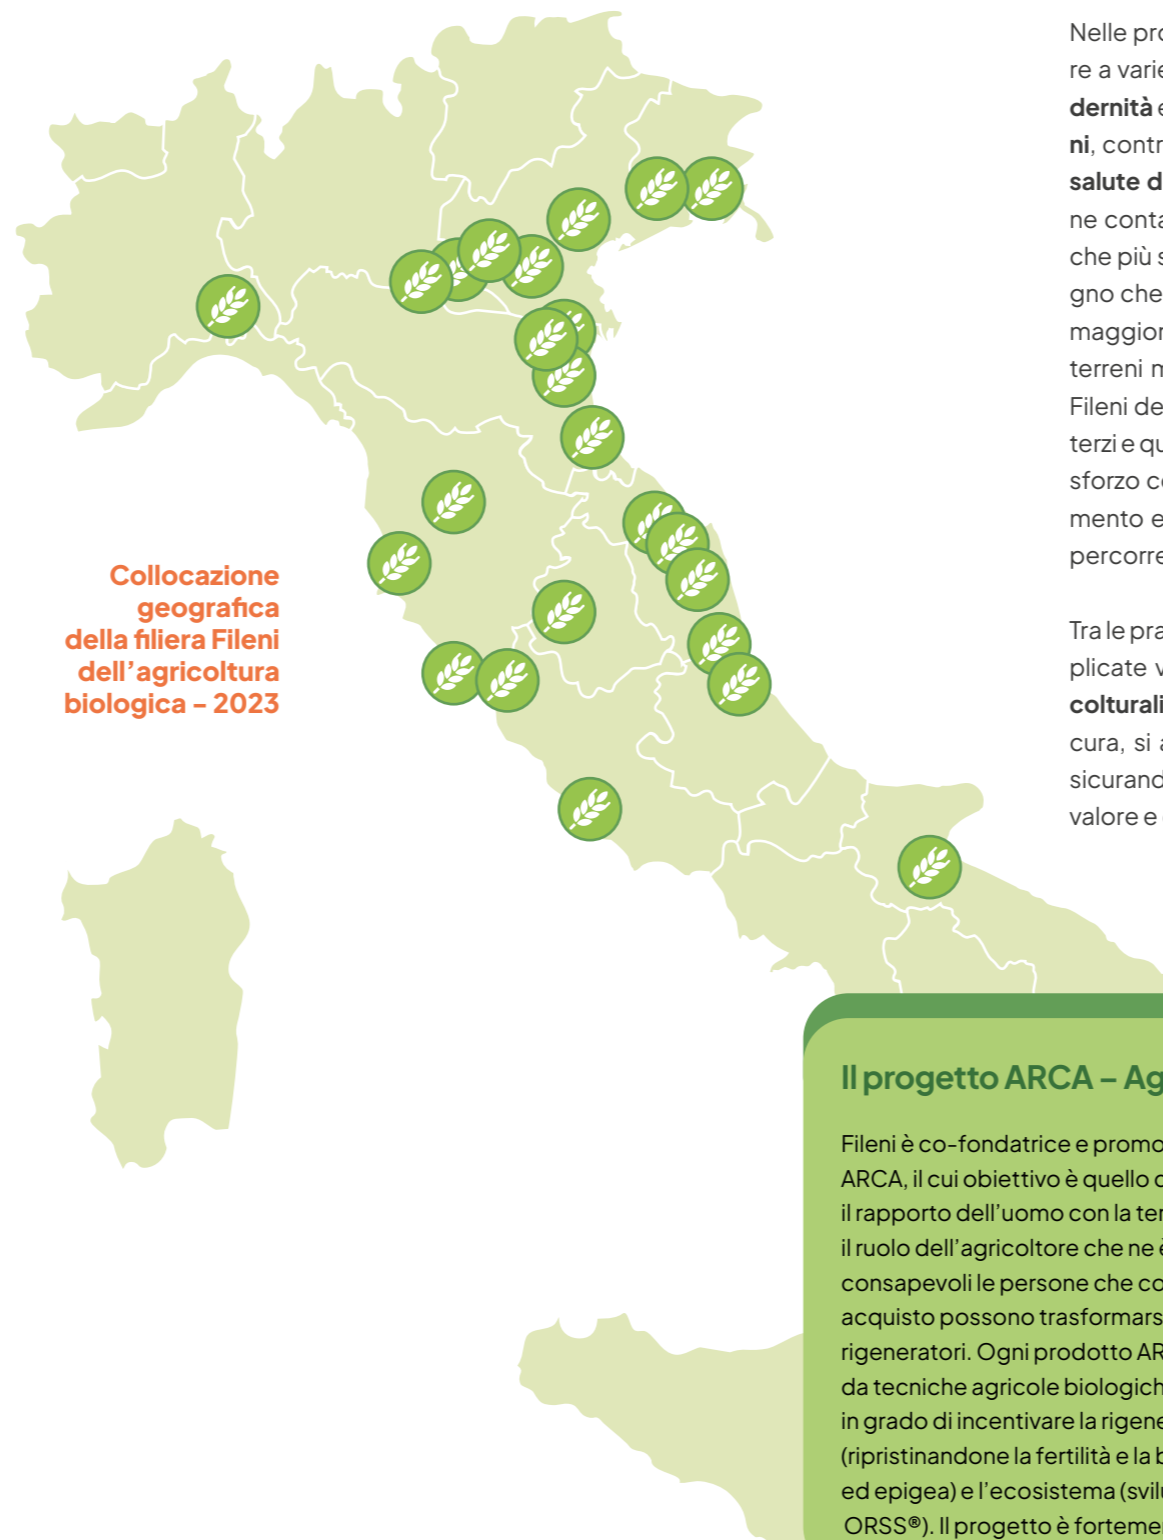 Nelle pro
re a varie
dernità e
ni, contr
salute d
ne conta
che più s
gno che
maggior
terreni m
Fileni de
terzi e qu
sforzo co
mento e
percorre
Tra le pra
plicate v
colturali
cura, si a
sicurand
valore e
Collocazione
geografica
della filiera Fileni
dell’agricoltura
biologica – 2023
Il progetto ARCA – Ag
Fileni è co-fondatrice e promo
ARCA, il cui obiettivo è quello d
il rapporto dell’uomo con la ter
il ruolo dell’agricoltore che ne è
consapevoli le persone che co
acquisto possono trasformars
rigeneratori. Ogni prodotto AR
da tecniche agricole biologich
in grado di incentivare la rigene
(ripristinandone la fertilità e la b
ed epigea) e l’ecosistema (svilu
ORSS®). Il progetto è forteme